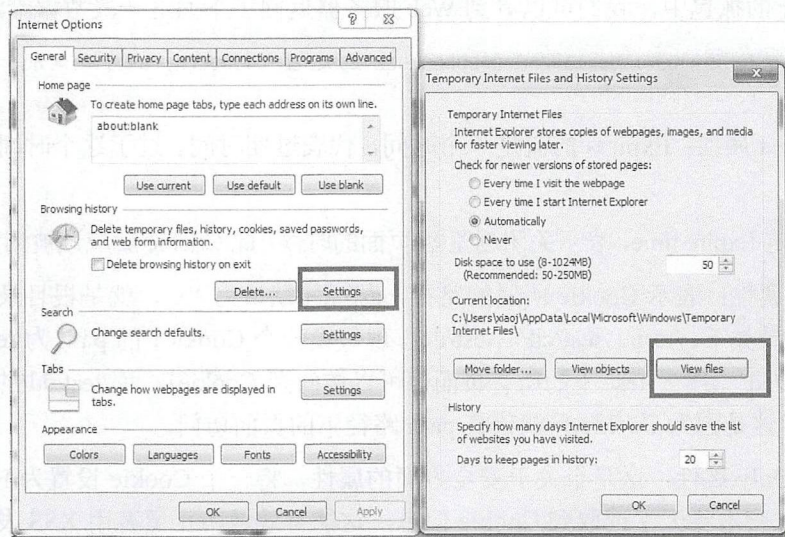 Internet Options
General Security Privacy Content Connections Programs Advanced
Home page
To create home page tabs, type each address on its own line.
about:blank
Use current Use default Use blank
Browsing history
Delete temporary files, history, cookies, saved passwords,
and web form information.
Delete browsing history on exit
Delete... Settings
Search
Change search defaults. Settings
Tabs
Change how webpages are displayed in
tabs.
Settings
Appearance
Colors Languages Fonts Accessibility
OK Cancel Apply
Temporary Internet Files and History Settings
Temporary Internet Files
Internet Explorer stores copies of webpages, images, and media
for faster viewing later.
Check for newer versions of stored pages:
Every time I visit the webpage
Every time I start Internet Explorer
Automatically
Never
Disk space to use (8-1024MB)
(Recommended: 50-250MB)
50
Current location:
C:\Users\xiaoj\AppData\Local\Microsoft\Windows\Temporary
Internet Files\
Move folder... View objects View files
History
Specify how many days Internet Explorer should save the list
of websites you have visited.
Days to keep pages in history: 20
OK Cancel